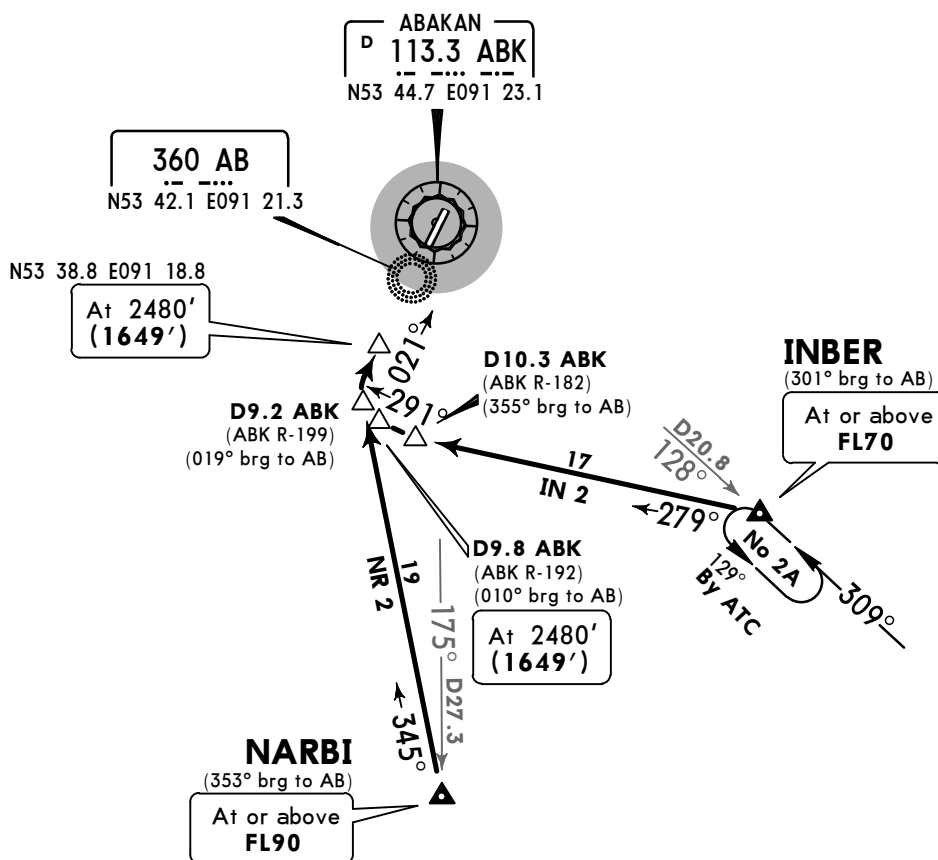 ABAKAN
D 113.3 ABK
N53 44.7 E091 23.1
360 AB
N53 42.1 E091 21.3
N53 38.8 E091 18.8
At 2480'
(1649')
021°
291°
D10.3 ABK
(ABK R-182)
(355° brg to AB)
INBER
(301° brg to AB)
At or above
FL70
D9.2 ABK
(ABK R-199)
(019° brg to AB)
D20.8
128°
17
IN 2
279°
No 2A
129°
By ATC
309°
D9.8 ABK
(ABK R-192)
(010° brg to AB)
At 2480'
(1649')
19
NR 2
175°
D27.3
345°
NARBI
(353° brg to AB)
At or above
FL90